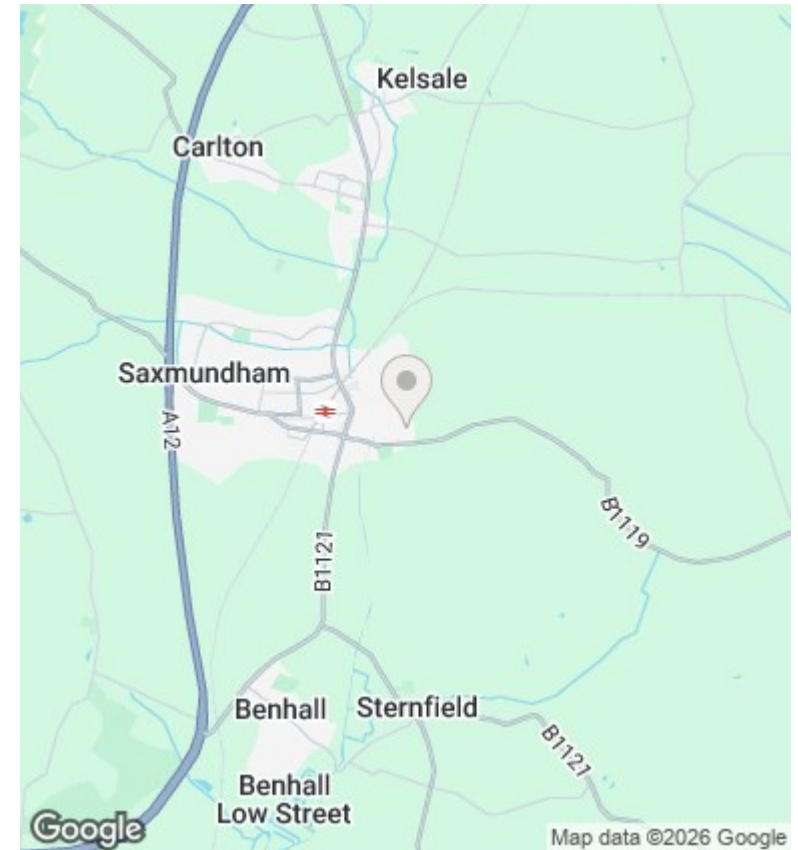 Kelsale
Carlton
Saxmundham
A12
B1119
B1121
Benhall
Sternfield
B1121
Benhall
Low Street
Google
Map data ©2026 Google